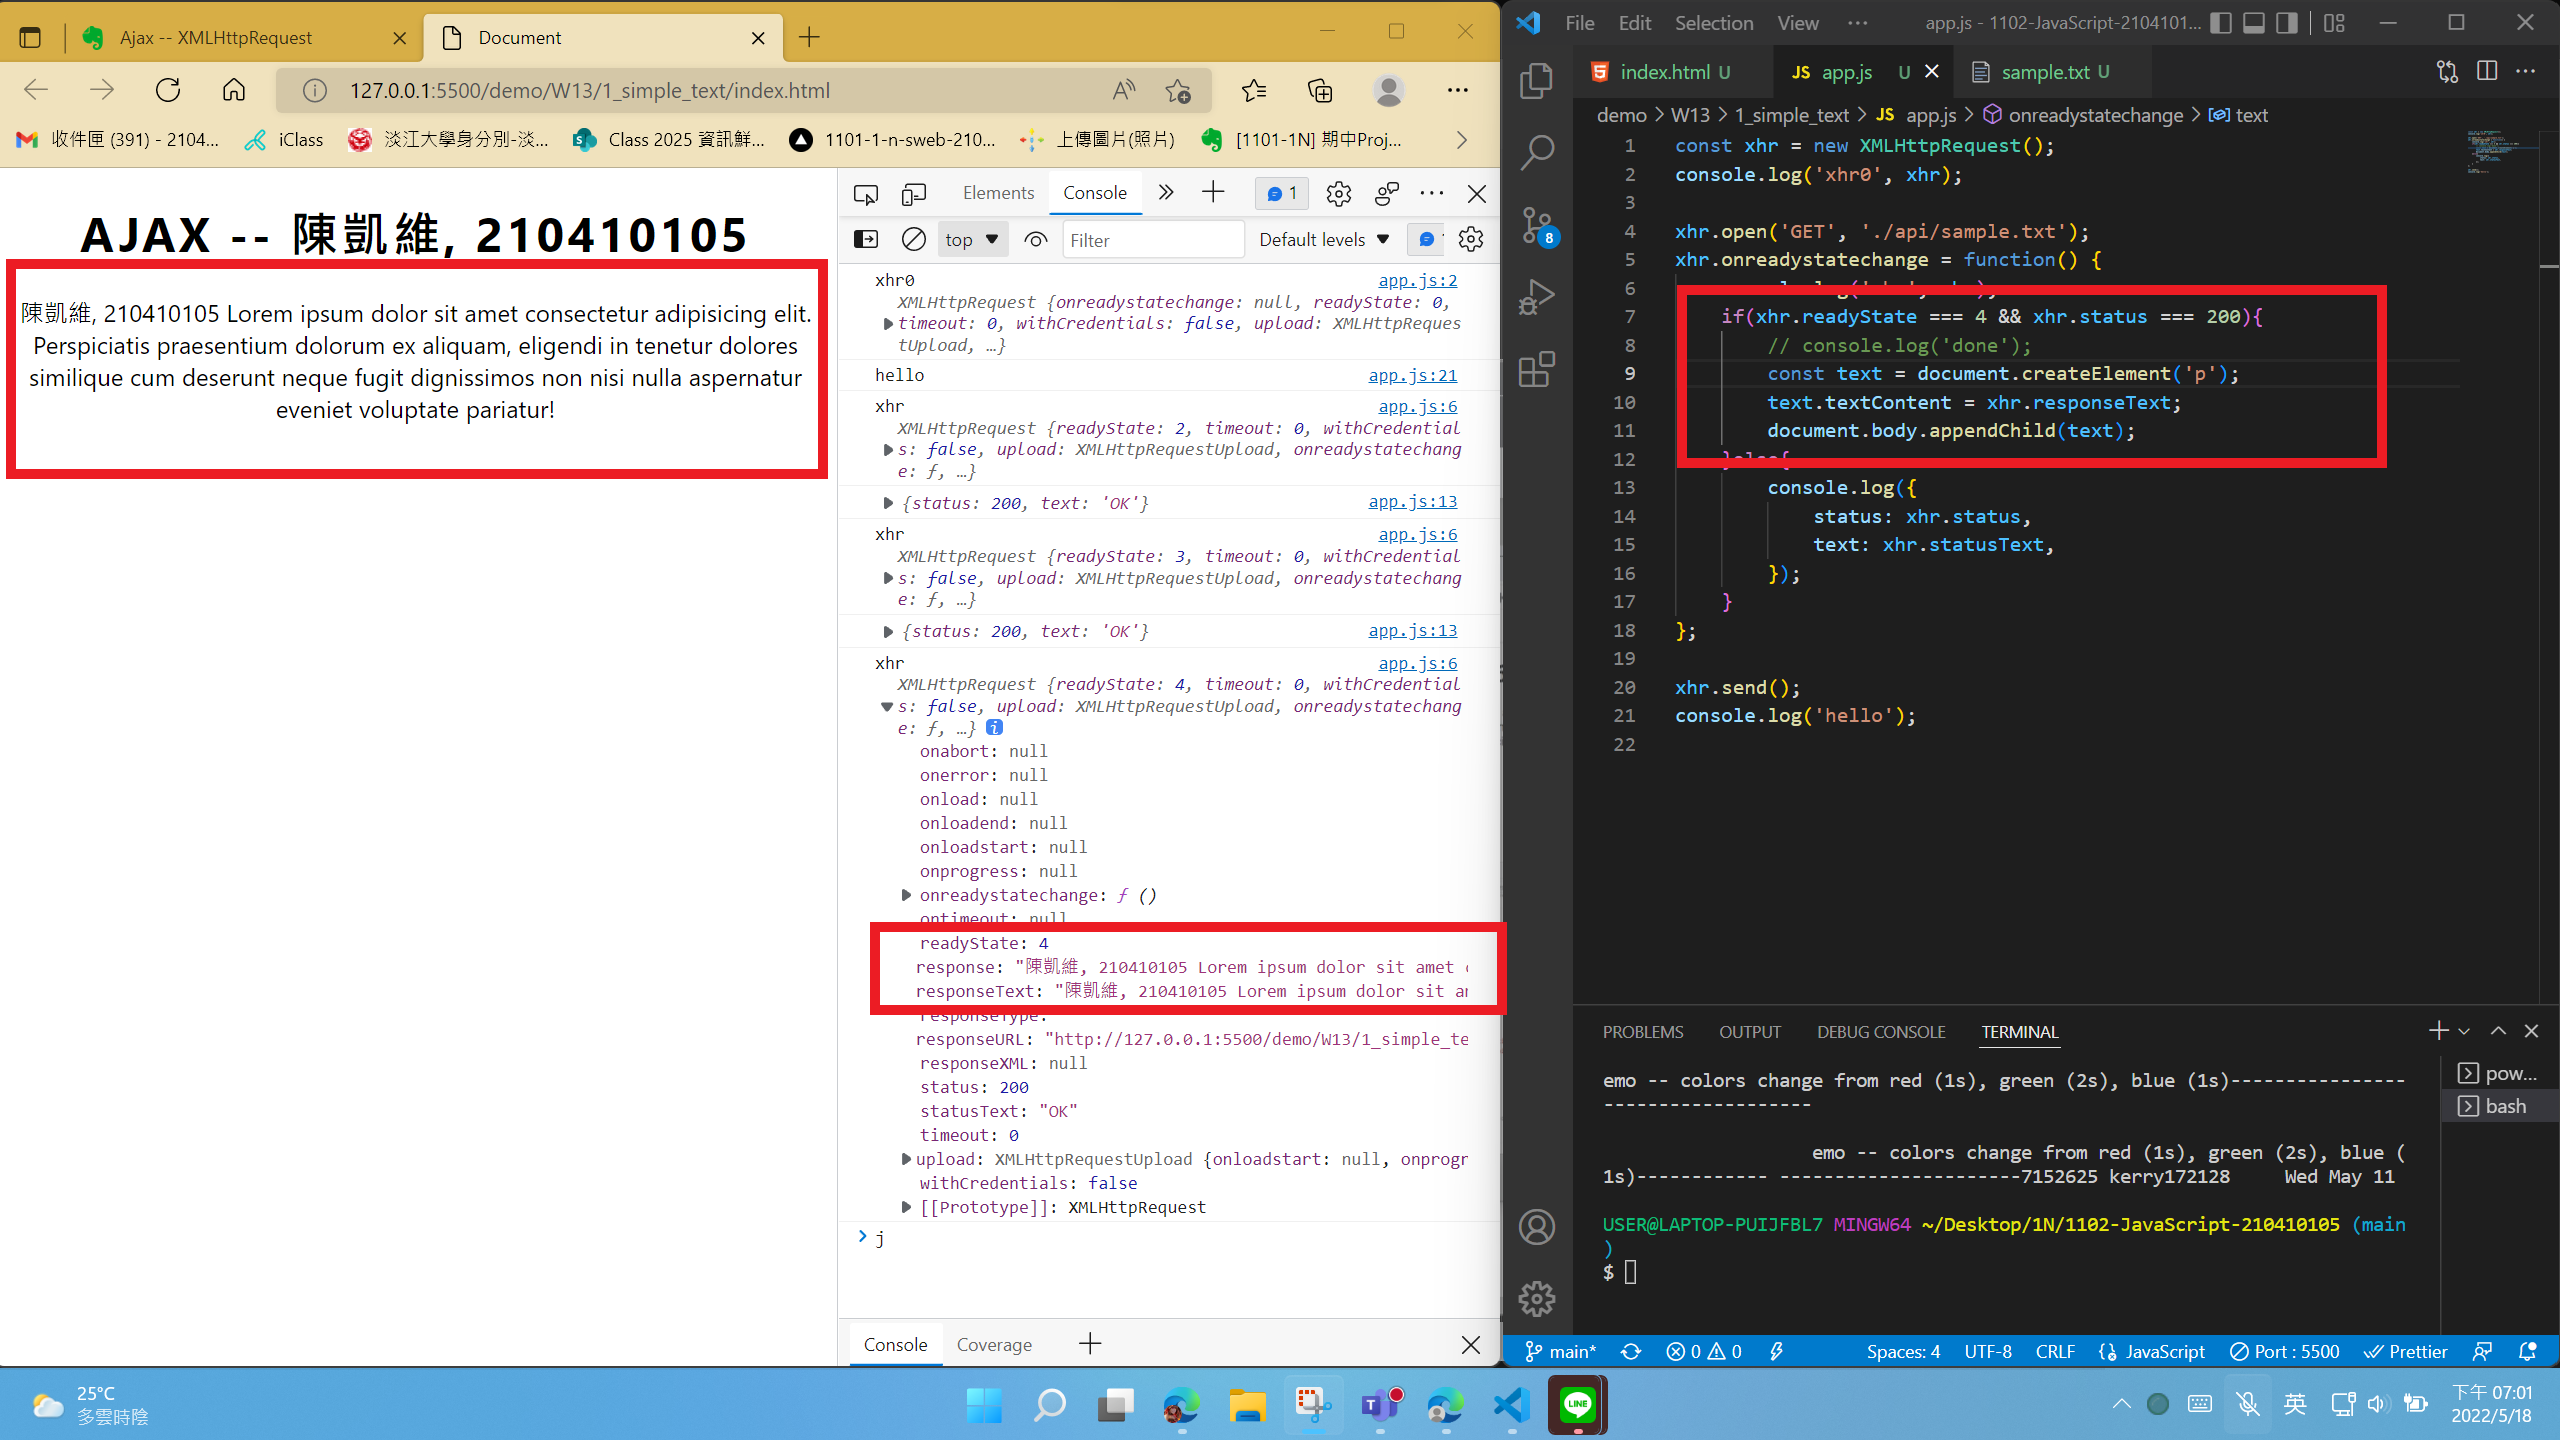 Ajax -- XMLHttpRequest
Document
127.0.0.1:5500/demo/W13/1_simple_text/index.html
收件匣 (391) - 2104...
iClass
淡江大學身分別-淡...
Class 2025 資訊鮮...
1101-1-n-sweb-210...
上傳圖片(照片)
[1101-1N] 期中Proj...
AJAX -- 陳凱維, 210410105
陳凱維, 210410105 Lorem ipsum dolor sit amet consectetur adipisicing elit.
Perspiciatis praesentium dolorum ex aliquam, eligendi in tenetur dolores
similique cum deserunt neque fugit dignissimos non nisi nulla aspernatur
eveniet voluptate pariatur!
Elements
Console
1
top
Filter
Default levels
xhr0 app.js:2
XMLHttpRequest {onreadystatechange: null, readyState: 0,
timeout: 0, withCredentials: false, upload: XMLHttpReques
tUpload, …}
hello app.js:21
xhr app.js:6
XMLHttpRequest {readyState: 2, timeout: 0, withCredential
s: false, upload: XMLHttpRequestUpload, onreadystatechang
e: ƒ, …}
{status: 200, text: 'OK'} app.js:13
xhr app.js:6
XMLHttpRequest {readyState: 3, timeout: 0, withCredential
s: false, upload: XMLHttpRequestUpload, onreadystatechang
e: ƒ, …}
{status: 200, text: 'OK'} app.js:13
xhr app.js:6
XMLHttpRequest {readyState: 4, timeout: 0, withCredential
s: false, upload: XMLHttpRequestUpload, onreadystatechang
e: ƒ, …} i
onabort: null
onerror: null
onload: null
onloadend: null
onloadstart: null
onprogress: null
onreadystatechange: ƒ ()
ontimeout: null
readyState: 4
response: "陳凱維, 210410105 Lorem ipsum dolor sit amet c
responseText: "陳凱維, 210410105 Lorem ipsum dolor sit am
responseType:
responseURL: "http://127.0.0.1:5500/demo/W13/1_simple_te
responseXML: null
status: 200
statusText: "OK"
timeout: 0
upload: XMLHttpRequestUpload {onloadstart: null, onprogr
withCredentials: false
[[Prototype]]: XMLHttpRequest
> j
Console
Coverage
File Edit Selection View ···
app.js - 1102-JavaScript-2104101...
index.html U
JS app.js U
sample.txt U
demo > W13 > 1_simple_text > JS app.js > onreadystatechange > text
1 const xhr = new XMLHttpRequest();
2 console.log('xhr0', xhr);
3
4 xhr.open('GET', './api/sample.txt');
5 xhr.onreadystatechange = function() {
6
7 if(xhr.readyState === 4 && xhr.status === 200){
8 // console.log('done');
9 const text = document.createElement('p');
10 text.textContent = xhr.responseText;
11 document.body.appendChild(text);
12 }else{
13 console.log({
14 status: xhr.status,
15 text: xhr.statusText,
16 });
17 }
18 };
19
20 xhr.send();
21 console.log('hello');
22
8
PROBLEMS OUTPUT DEBUG CONSOLE TERMINAL
emo -- colors change from red (1s), green (2s), blue (1s)----------------
-------------------
emo -- colors change from red (1s), green (2s), blue (
1s)------------ ----------------------7152625 kerry172128 Wed May 11
USER@LAPTOP-PUIJFBL7 MINGW64 ~/Desktop/1N/1102-JavaScript-210410105 (main
)
$
pow...
bash
main* 0 0 Spaces: 4 UTF-8 CRLF JavaScript Port : 5500 Prettier
25°C
多雲時陰
LINE
英
下午 07:01
2022/5/18